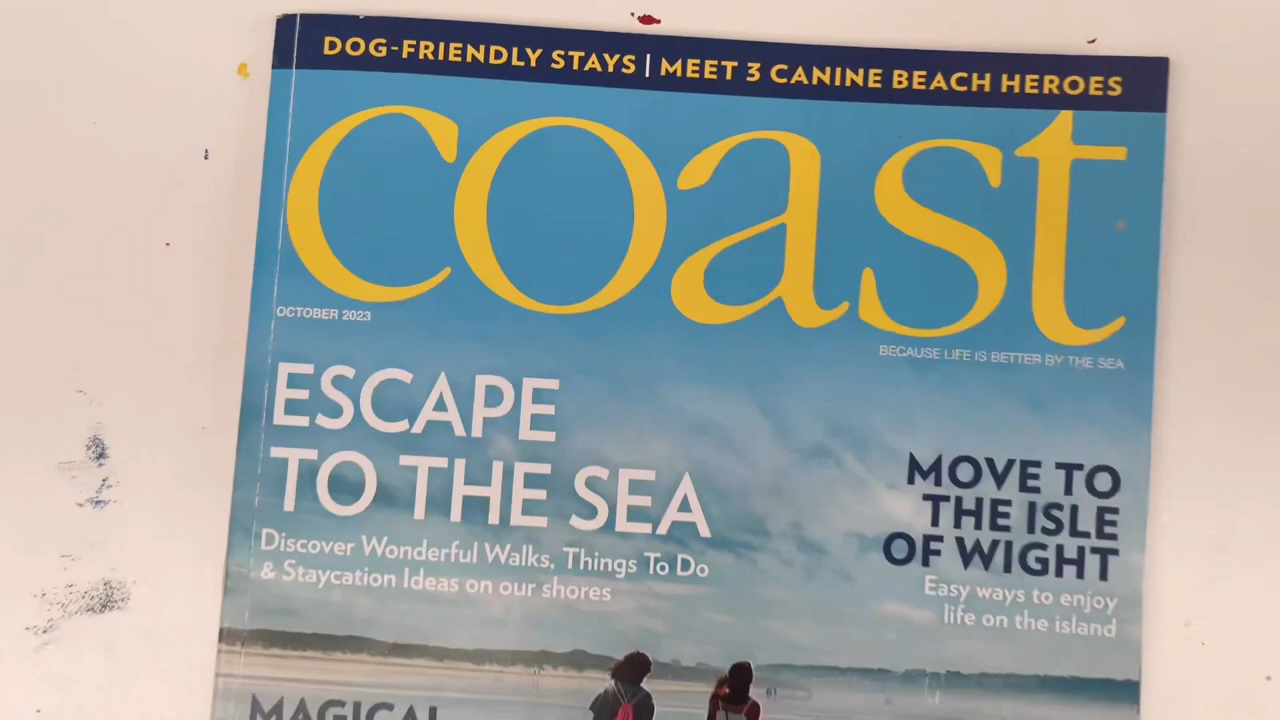 DOG-FRIENDLY STAYS | MEET 3 CANINE BEACH HEROES
coast
OCTOBER 2023
BECAUSE LIFE IS BETTER BY THE SEA
ESCAPE
TO THE SEA
Discover Wonderful Walks, Things To Do
& Staycation Ideas on our shores
MOVE TO
THE ISLE
OF WIGHT
Easy ways to enjoy
life on the island
MAGICAL